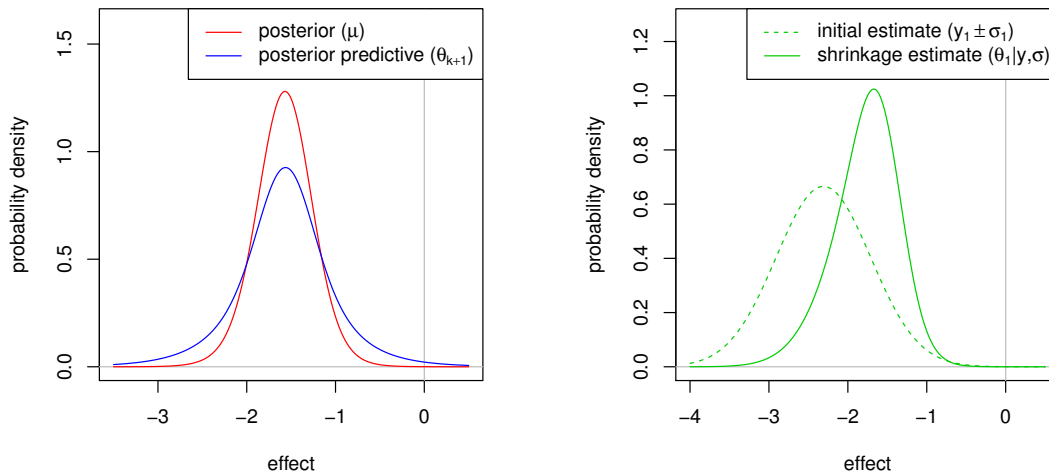 posterior (μ)
posterior predictive (θk+1)
probability density
1.5
1.0
0.5
0.0
−3
−2
−1
0
effect
initial estimate (y1 ± σ1)
shrinkage estimate (θ1|y,σ)
probability density
1.2
1.0
0.8
0.6
0.4
0.2
0.0
−4
−3
−2
−1
0
effect